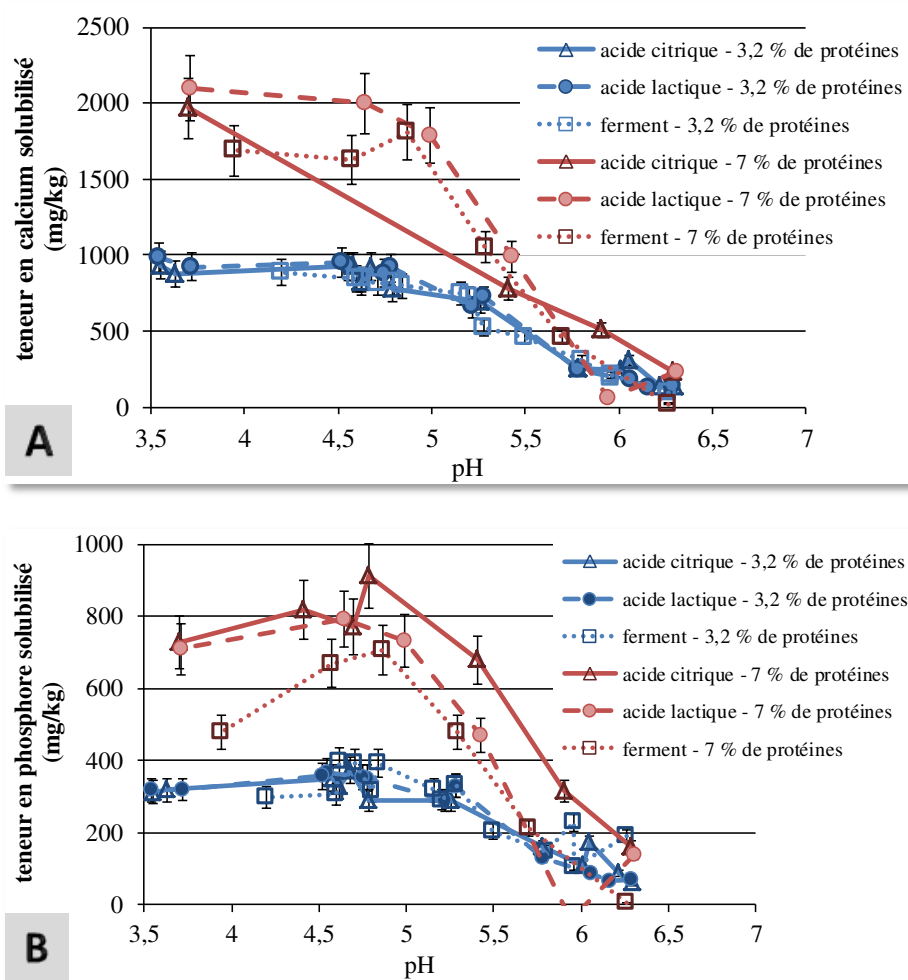 2500
2000
1500
1000
500
0
3,5 4 4,5 5 5,5 6 6,5 7
pH
teneur en calcium solubilisé
(mg/kg)
acide citrique - 3,2 % de protéines
acide lactique - 3,2 % de protéines
ferment - 3,2 % de protéines
acide citrique - 7 % de protéines
acide lactique - 7 % de protéines
ferment - 7 % de protéines
A
1000
800
600
400
200
0
3,5 4 4,5 5 5,5 6 6,5 7
pH
teneur en phosphore solubilisé
(mg/kg)
acide citrique - 3,2 % de protéines
acide lactique - 3,2 % de protéines
ferment - 3,2 % de protéines
acide citrique - 7 % de protéines
acide lactique - 7 % de protéines
ferment - 7 % de protéines
B